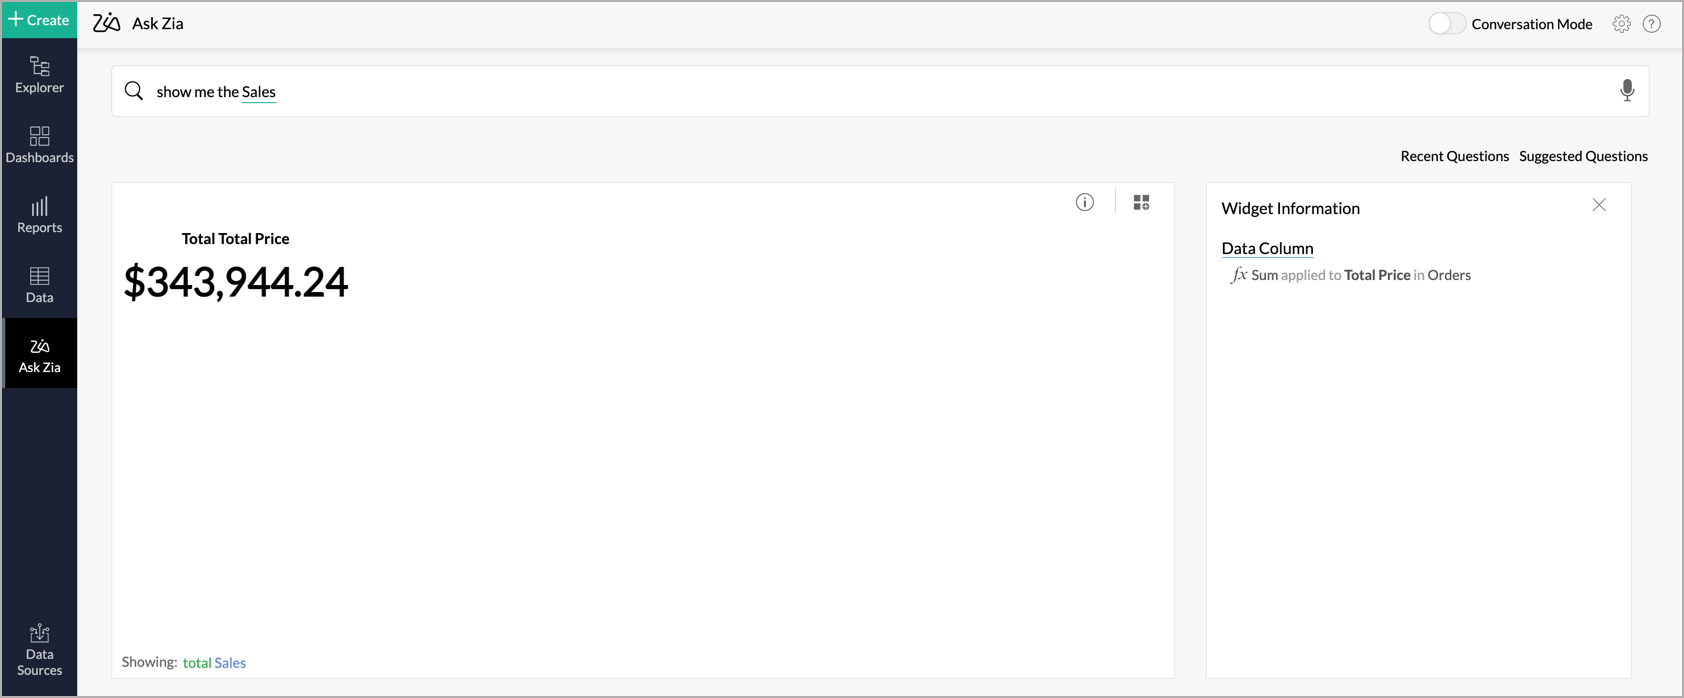 + Create
Zia Ask Zia
Conversation Mode
Explorer
Dashboards
Reports
Data
Zia
Ask Zia
Data
Sources
show me the Sales
Recent Questions Suggested Questions
Total Total Price
$343,944.24
Showing: total Sales
Widget Information
Data Column
fx Sum applied to Total Price in Orders